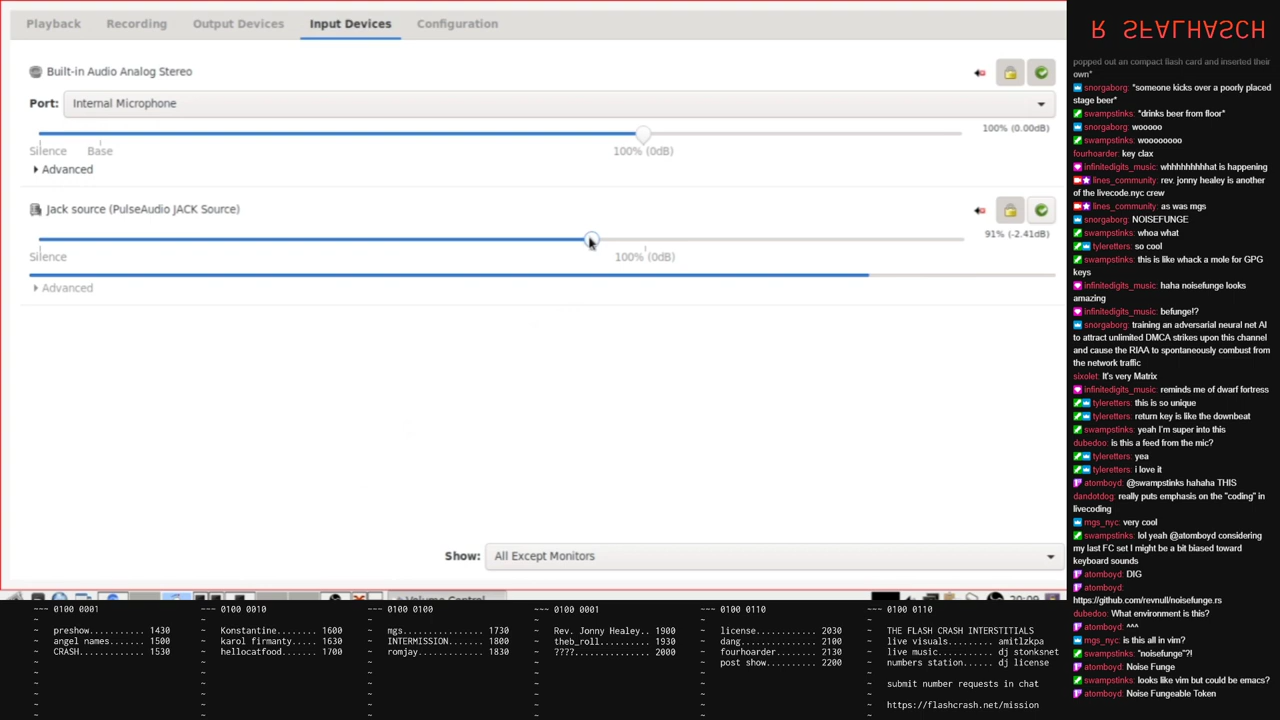 Playback
Recording
Output Devices
Input Devices
Configuration
Built-in Audio Analog Stereo
Port:
Internal Microphone
100% (0.00dB)
Silence
Base
100% (0dB)
Advanced
Jack source (PulseAudio JACK Source)
91% (-2.41dB)
Silence
100% (0dB)
Advanced
Show:
All Except Monitors
R SFALHASCH
popped out an compact flash card and inserted their
own*
snorgaborg: *someone kicks over a poorly placed
stage beer*
swampstinks: *drinks beer from floor*
snorgaborg: wooooo
swampstinks: woooooooo
fourhoarder: key clax
infinitedigits_music: whhhhhhhhat is happening
lines_community: rev. jonny healey is another
of the livecode.nyc crew
lines_community: as was mgs
snorgaborg: NOISEFUNGE
swampstinks: whoa what
tyleretters: so cool
swampstinks: this is like whack a mole for GPG
keys
infinitedigits_music: haha noisefunge looks
amazing
infinitedigits_music: befunge!?
snorgaborg: training an adversarial neural net AI
to attract unlimited DMCA strikes upon this channel
and cause the RIAA to spontaneously combust from
the network traffic
sixolet: It's very Matrix
infinitedigits_music: reminds me of dwarf fortress
tyleretters: this is so unique
tyleretters: return key is like the downbeat
swampstinks: yeah I'm super into this
dubedoo: is this a feed from the mic?
tyleretters: yea
tyleretters: i love it
atomboyd: @swampstinks hahaha THIS
dandotdog: really puts emphasis on the "coding" in
livecoding
mgs_nyc: very cool
swampstinks: lol yeah @atomboyd considering
my last FC set I might be a bit biased toward
keyboard sounds
atomboyd: DIG
atomboyd:
https://github.com/revnull/noisefunge.rs
dubedoo: What environment is this?
atomboyd: ^^^
mgs_nyc: is this all in vim?
swampstinks: "noisefunge"?!
atomboyd: Noise Funge
swampstinks: looks like vim but could be emacs?
atomboyd: Noise Fungeable Token
~~~ 0100 0001
preshow.......... 1430
angel names...... 1500
CRASH............ 1530
~~~ 0100 0010
Konstantine....... 1600
karol firmanty.... 1630
hellocatfood...... 1700
~~~ 0100 0100
mgs............... 1730
INTERMISSION...... 1800
romjay............ 1830
~~~ 0100 0001
Rev. Jonny Healey.. 1900
theb_roll.......... 1930
????............... 2000
~~~ 0100 0110
license........... 2030
dang.............. 2100
fourhoarder....... 2130
post show......... 2200
~~~ 0100 0110
THE FLASH CRASH INTERSTITIALS
live visuals......... amitlzkpa
live music...... dj stonksnet
numbers station...... dj license
submit number requests in chat
https://flashcrash.net/mission